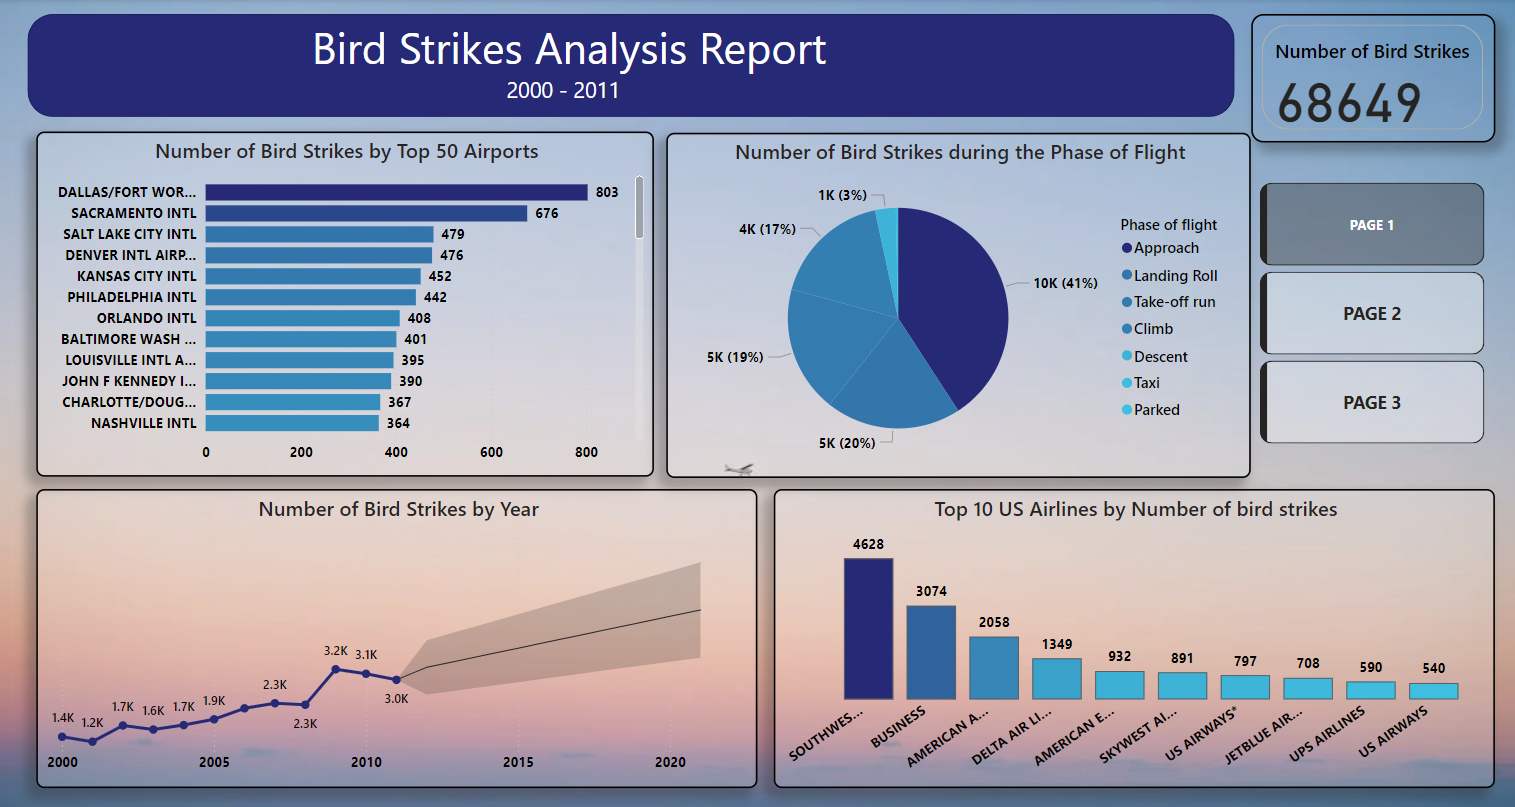 Bird Strikes Analysis Report
2000 - 2011
Number of Bird Strikes
68649
Number of Bird Strikes by Top 50 Airports
DALLAS/FORT WOR... 803
SACRAMENTO INTL 676
SALT LAKE CITY INTL 479
DENVER INTL AIRP... 476
KANSAS CITY INTL 452
PHILADELPHIA INTL 442
ORLANDO INTL 408
BALTIMORE WASH ... 401
LOUISVILLE INTL A... 395
JOHN F KENNEDY I... 390
CHARLOTTE/DOUG... 367
NASHVILLE INTL 364
0 200 400 600 800
Number of Bird Strikes during the Phase of Flight
1K (3%)
4K (17%)
10K (41%)
5K (19%)
5K (20%)
Phase of flight
Approach
Landing Roll
Take-off run
Climb
Descent
Taxi
Parked
PAGE 1
PAGE 2
PAGE 3
Number of Bird Strikes by Year
1.4K 1.2K 1.7K 1.6K 1.7K 1.9K 2.3K 2.3K 3.2K 3.1K 3.0K
2000 2005 2010 2015 2020
Top 10 US Airlines by Number of bird strikes
4628 3074 2058 1349 932 891 797 708 590 540
SOUTHWES...
BUSINESS
AMERICAN A...
DELTA AIR LI...
AMERICAN E...
SKYWEST AI...
US AIRWAYS*
JETBLUE AIR...
UPS AIRLINES
US AIRWAYS